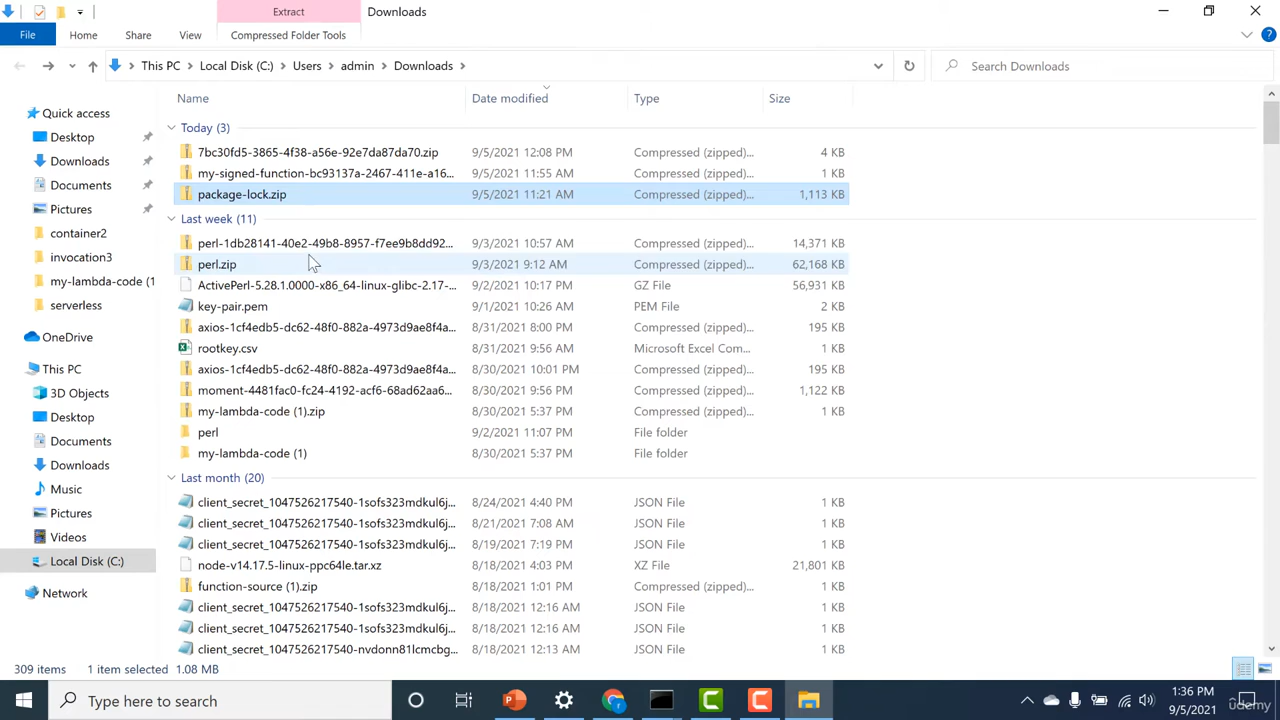 Extract
Downloads
File
Home
Share
View
Compressed Folder Tools
This PC > Local Disk (C:) > Users > admin > Downloads >
Search Downloads
Name
Date modified
Type
Size
Quick access
Desktop
Downloads
Documents
Pictures
container2
invocation3
my-lambda-code (1
serverless
OneDrive
This PC
3D Objects
Desktop
Documents
Downloads
Music
Pictures
Videos
Local Disk (C:)
Network
Today (3)
7bc30fd5-3865-4f38-a56e-92e7da87da70.zip 9/5/2021 12:08 PM Compressed (zipped)... 4 KB
my-signed-function-bc93137a-2467-411e-a16... 9/5/2021 11:55 AM Compressed (zipped)... 1 KB
package-lock.zip 9/5/2021 11:21 AM Compressed (zipped)... 1,113 KB
Last week (11)
perl-1db28141-40e2-49b8-8957-f7ee9b8dd92... 9/3/2021 10:57 AM Compressed (zipped)... 14,371 KB
perl.zip 9/3/2021 9:12 AM Compressed (zipped)... 62,168 KB
ActivePerl-5.28.1.0000-x86_64-linux-glibc-2.17-... 9/2/2021 10:17 PM GZ File 56,931 KB
key-pair.pem 9/1/2021 10:26 AM PEM File 2 KB
axios-1cf4edb5-dc62-48f0-882a-4973d9ae8f4a... 8/31/2021 8:00 PM Compressed (zipped)... 195 KB
rootkey.csv 8/31/2021 9:56 AM Microsoft Excel Com... 1 KB
axios-1cf4edb5-dc62-48f0-882a-4973d9ae8f4a... 8/30/2021 10:01 PM Compressed (zipped)... 195 KB
moment-4481fac0-fc24-4192-acf6-68ad62aa6... 8/30/2021 9:56 PM Compressed (zipped)... 1,122 KB
my-lambda-code (1).zip 8/30/2021 5:37 PM Compressed (zipped)... 1 KB
perl 9/2/2021 11:07 PM File folder
my-lambda-code (1) 8/30/2021 5:37 PM File folder
Last month (20)
client_secret_1047526217540-1sofs323mdkul6j... 8/24/2021 4:40 PM JSON File 1 KB
client_secret_1047526217540-1sofs323mdkul6j... 8/21/2021 7:08 AM JSON File 1 KB
client_secret_1047526217540-1sofs323mdkul6j... 8/19/2021 7:19 PM JSON File 1 KB
node-v14.17.5-linux-ppc64le.tar.xz 8/18/2021 4:03 PM XZ File 21,801 KB
function-source (1).zip 8/18/2021 1:01 PM Compressed (zipped)... 1 KB
client_secret_1047526217540-1sofs323mdkul6j... 8/18/2021 12:16 AM JSON File 1 KB
client_secret_1047526217540-1sofs323mdkul6j... 8/18/2021 12:16 AM JSON File 1 KB
client_secret_1047526217540-nvdonn81lcmcbg... 8/18/2021 12:13 AM JSON File 1 KB
309 items 1 item selected 1.08 MB
Type here to search
1:36 PM
9/5/2021
udemy